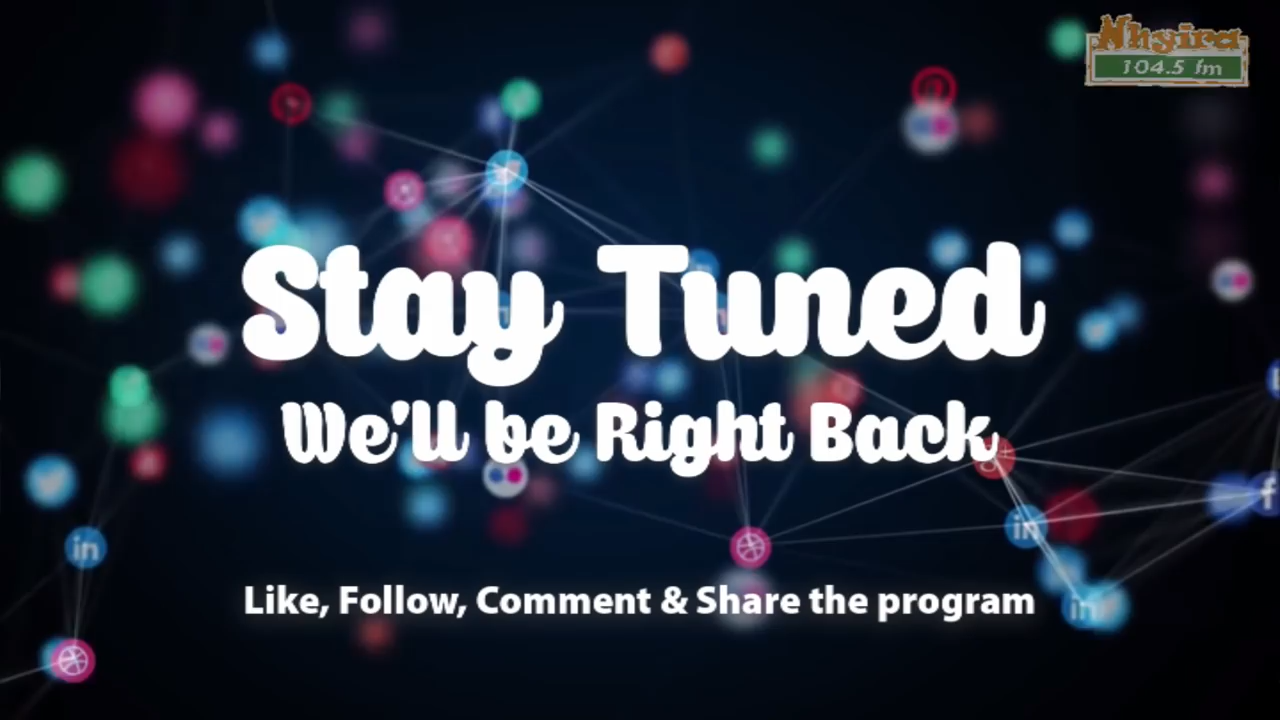 Nhyira
104.5 fm
Stay Tuned
We'll be Right Back
Like, Follow, Comment & Share the program